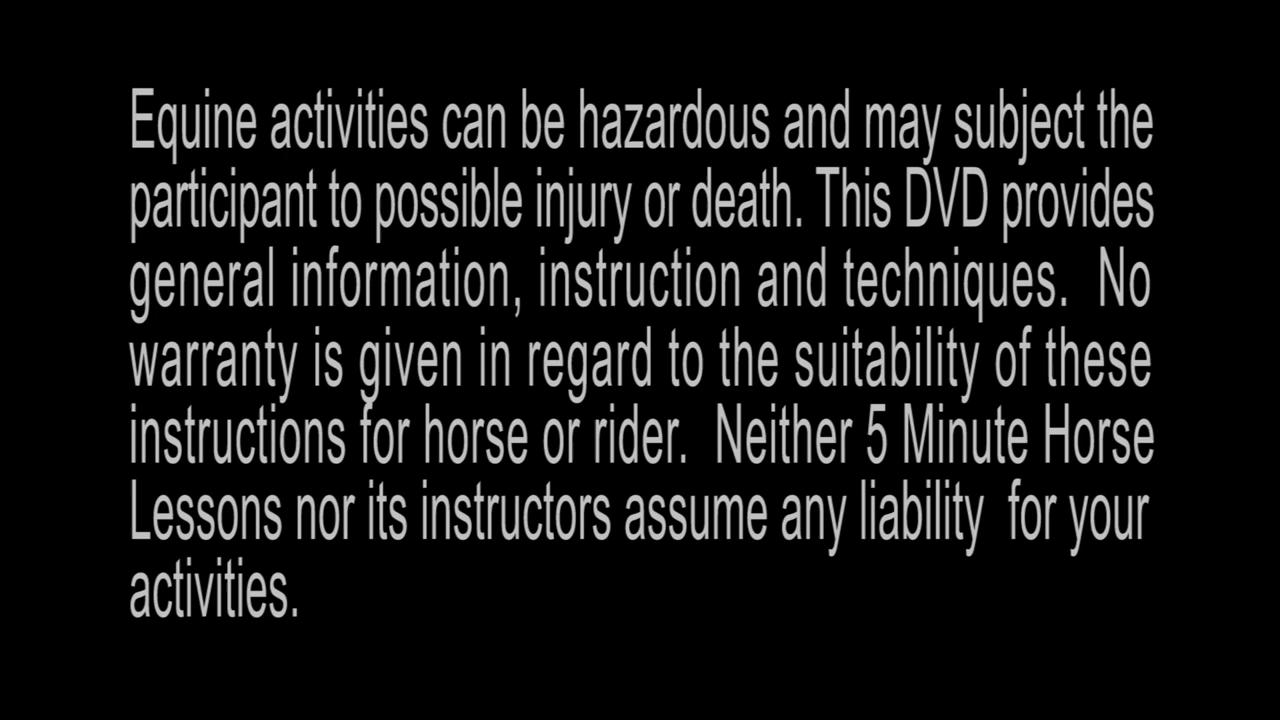 Equine activities can be hazardous and may subject the
participant to possible injury or death. This DVD provides
general information, instruction and techniques.  No
warranty is given in regard to the suitability of these
instructions for horse or rider.  Neither 5 Minute Horse
Lessons nor its instructors assume any liability  for your
activities.